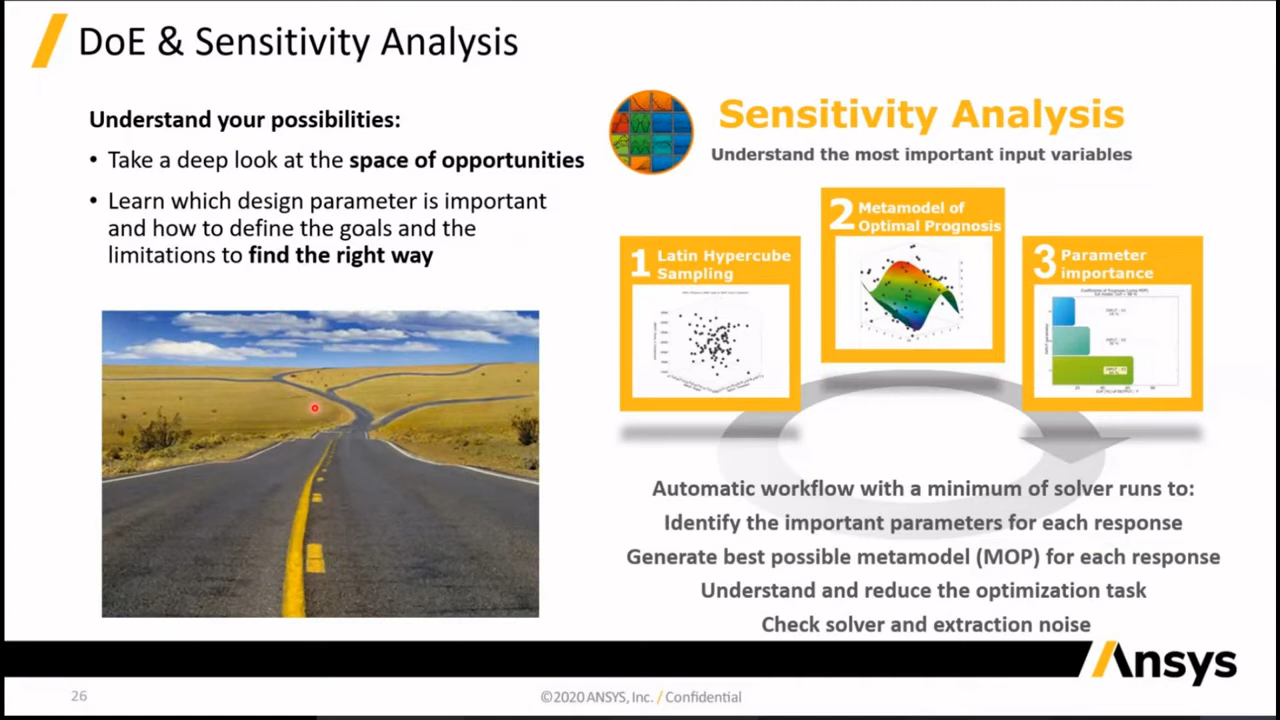 DoE & Sensitivity Analysis
Understand your possibilities:
• Take a deep look at the space of opportunities
• Learn which design parameter is important
and how to define the goals and the
limitations to find the right way
Sensitivity Analysis
Understand the most important input variables
1 Latin Hypercube
Sampling
2 Metamodel of
Optimal Prognosis
3 Parameter
importance
Automatic workflow with a minimum of solver runs to:
Identify the important parameters for each response
Generate best possible metamodel (MOP) for each response
Understand and reduce the optimization task
Check solver and extraction noise
Ansys
26
©2020 ANSYS, Inc. / Confidential